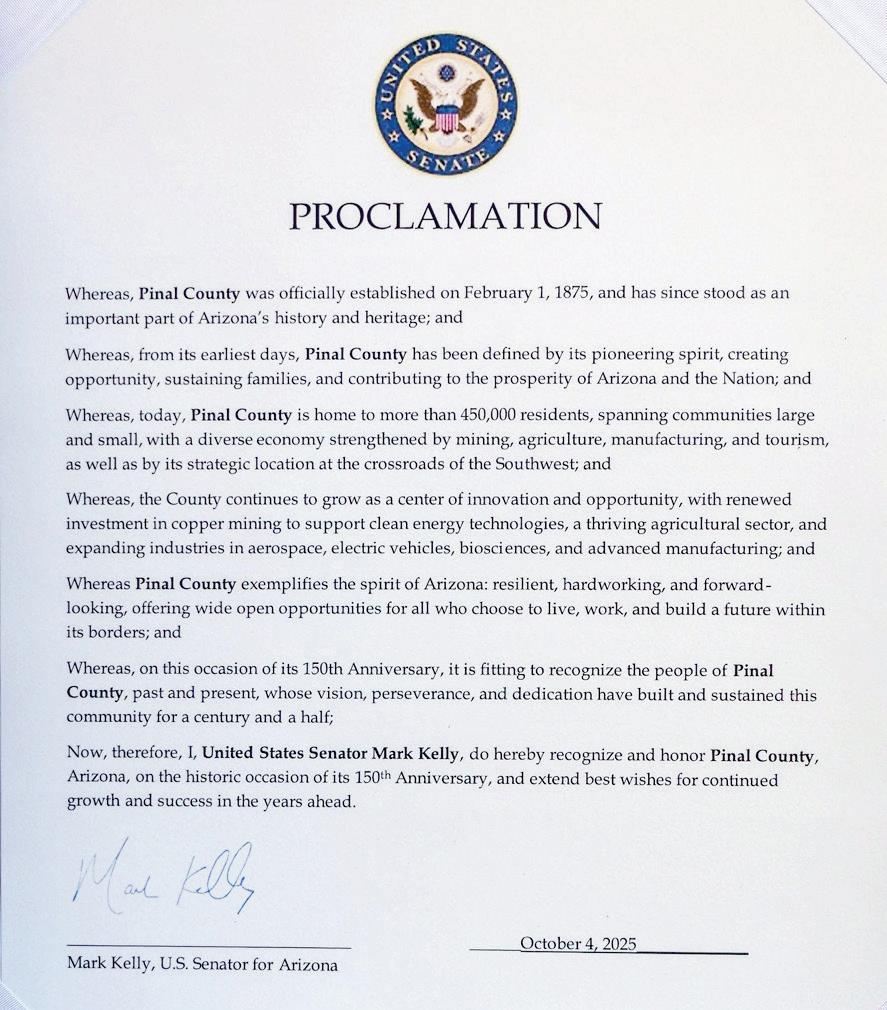 UNITED STATES
SENATE
PROCLAMATION
Whereas, Pinal County was officially established on February 1, 1875, and has since stood as an
important part of Arizona's history and heritage; and
Whereas, from its earliest days, Pinal County has been defined by its pioneering spirit, creating
opportunity, sustaining families, and contributing to the prosperity of Arizona and the Nation; and
Whereas, today, Pinal County is home to more than 450,000 residents, spanning communities large
and small, with a diverse economy strengthened by mining, agriculture, manufacturing, and tourism,
as well as by its strategic location at the crossroads of the Southwest; and
Whereas, the County continues to grow as a center of innovation and opportunity, with renewed
investment in copper mining to support clean energy technologies, a thriving agricultural sector, and
expanding industries in aerospace, electric vehicles, biosciences, and advanced manufacturing; and
Whereas Pinal County exemplifies the spirit of Arizona: resilient, hardworking, and forward-
looking, offering wide open opportunities for all who choose to live, work, and build a future within
its borders; and
Whereas, on this occasion of its 150th Anniversary, it is fitting to recognize the people of Pinal
County, past and present, whose vision, perseverance, and dedication have built and sustained this
community for a century and a half;
Now, therefore, I, United States Senator Mark Kelly, do hereby recognize and honor Pinal County,
Arizona, on the historic occasion of its 150th Anniversary, and extend best wishes for continued
growth and success in the years ahead.
Mark Kelly
October 4, 2025
Mark Kelly, U.S. Senator for Arizona